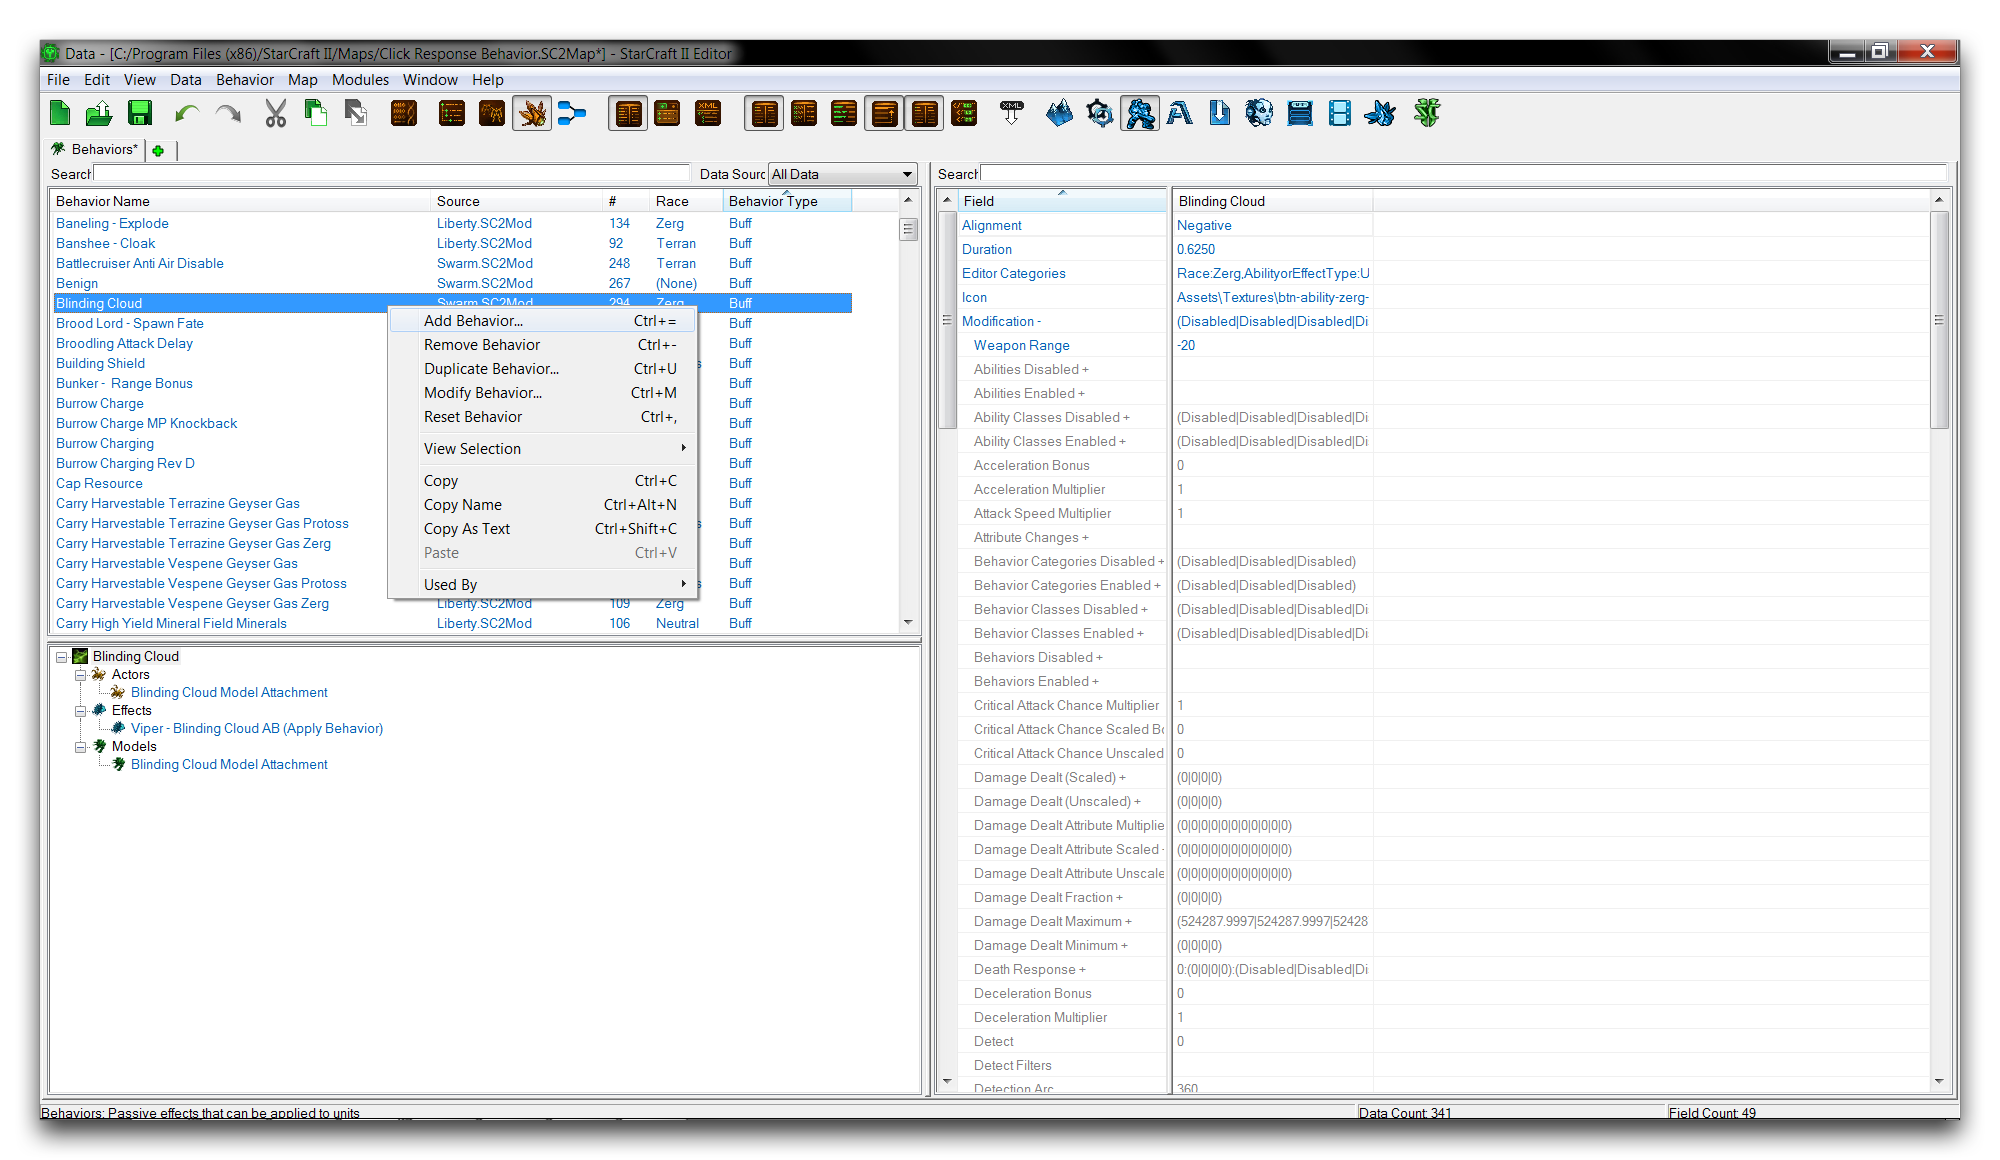 Data - [C:/Program Files (x86)/StarCraft II/Maps/Click Response Behavior.SC2Map*] - StarCraft II Editor
File Edit View Data Behavior Map Modules Window Help
Behaviors*
Search Data Sourc All Data
Behavior Name Source # Race Behavior Type
Baneling - Explode Liberty.SC2Mod 134 Zerg Buff
Banshee - Cloak Liberty.SC2Mod 92 Terran Buff
Battlecruiser Anti Air Disable Swarm.SC2Mod 248 Terran Buff
Benign Swarm.SC2Mod 267 (None) Buff
Blinding Cloud Swarm.SC2Mod 294 Zerg Buff
Brood Lord - Spawn Fate Buff
Broodling Attack Delay Buff
Building Shield s Buff
Bunker - Range Bonus Buff
Burrow Charge Buff
Burrow Charge MP Knockback Buff
Burrow Charging Buff
Burrow Charging Rev D Buff
Cap Resource Buff
Carry Harvestable Terrazine Geyser Gas Buff
Carry Harvestable Terrazine Geyser Gas Protoss s Buff
Carry Harvestable Terrazine Geyser Gas Zerg Buff
Carry Harvestable Vespene Geyser Gas Buff
Carry Harvestable Vespene Geyser Gas Protoss s Buff
Carry Harvestable Vespene Geyser Gas Zerg Liberty.SC2Mod 109 Zerg Buff
Carry High Yield Mineral Field Minerals Liberty.SC2Mod 106 Neutral Buff
Add Behavior... Ctrl+=
Remove Behavior Ctrl+-
Duplicate Behavior... Ctrl+U
Modify Behavior... Ctrl+M
Reset Behavior Ctrl+,
View Selection
Copy Ctrl+C
Copy Name Ctrl+Alt+N
Copy As Text Ctrl+Shift+C
Paste Ctrl+V
Used By
Blinding Cloud
Actors
Blinding Cloud Model Attachment
Effects
Viper - Blinding Cloud AB (Apply Behavior)
Models
Blinding Cloud Model Attachment
Search
Field Blinding Cloud
Alignment Negative
Duration 0.6250
Editor Categories Race:Zerg,AbilityorEffectType:U
Icon Assets\Textures\btn-ability-zerg-
Modification - (Disabled|Disabled|Disabled|Di
Weapon Range -20
Abilities Disabled +
Abilities Enabled +
Ability Classes Disabled + (Disabled|Disabled|Disabled|Di
Ability Classes Enabled + (Disabled|Disabled|Disabled|Di
Acceleration Bonus 0
Acceleration Multiplier 1
Attack Speed Multiplier 1
Attribute Changes +
Behavior Categories Disabled + (Disabled|Disabled|Disabled)
Behavior Categories Enabled + (Disabled|Disabled|Disabled)
Behavior Classes Disabled + (Disabled|Disabled|Disabled|Di
Behavior Classes Enabled + (Disabled|Disabled|Disabled|Di
Behaviors Disabled +
Behaviors Enabled +
Critical Attack Chance Multiplier 1
Critical Attack Chance Scaled Bo 0
Critical Attack Chance Unscaled 0
Damage Dealt (Scaled) + (0|0|0|0)
Damage Dealt (Unscaled) + (0|0|0|0)
Damage Dealt Attribute Multiplie (0|0|0|0|0|0|0|0|0|0|0)
Damage Dealt Attribute Scaled - (0|0|0|0|0|0|0|0|0|0|0)
Damage Dealt Attribute Unscale (0|0|0|0|0|0|0|0|0|0|0)
Damage Dealt Fraction + (0|0|0|0)
Damage Dealt Maximum + (524287.9997|524287.9997|52428
Damage Dealt Minimum + (0|0|0|0)
Death Response + 0:(0|0|0|0):(Disabled|Disabled|Di
Deceleration Bonus 0
Deceleration Multiplier 1
Detect 0
Detect Filters
Detection Arc 360
Behaviors: Passive effects that can be applied to units Data Count: 341 Field Count: 49